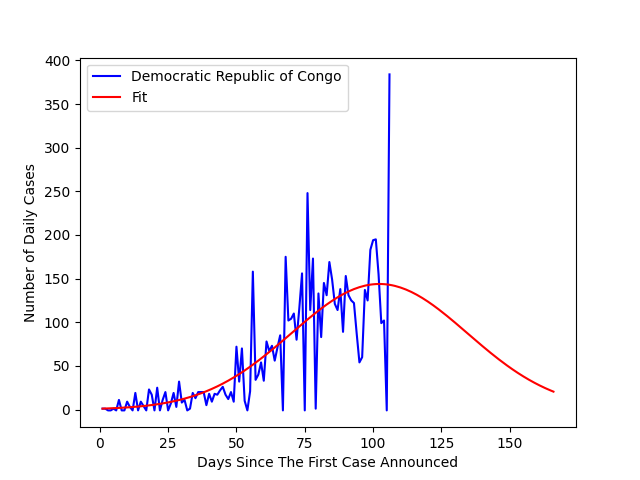 Democratic Republic of Congo
Fit
Number of Daily Cases
400
350
300
250
200
150
100
50
0
0 25 50 75 100 125 150
Days Since The First Case Announced